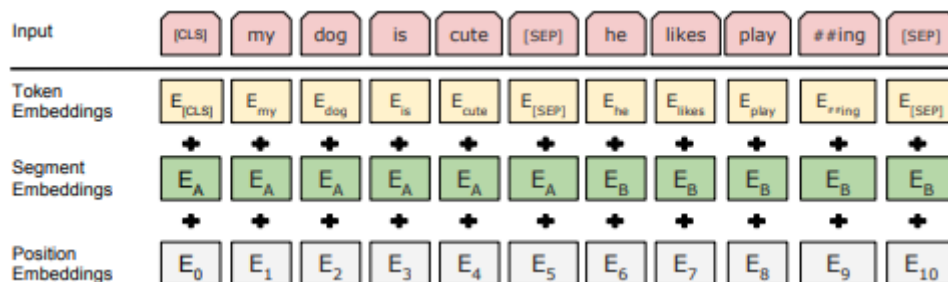 Input [CLS] my dog is cute [SEP] he likes play ##ing [SEP]
Token Embeddings E[CLS] Emy Edog Eis Ecute E[SEP] Ehe Elikes Eplay E##ing E[SEP]
+ + + + + + + + + + +
Segment Embeddings EA EA EA EA EA EA EB EB EB EB EB
+ + + + + + + + + + +
Position Embeddings E0 E1 E2 E3 E4 E5 E6 E7 E8 E9 E10